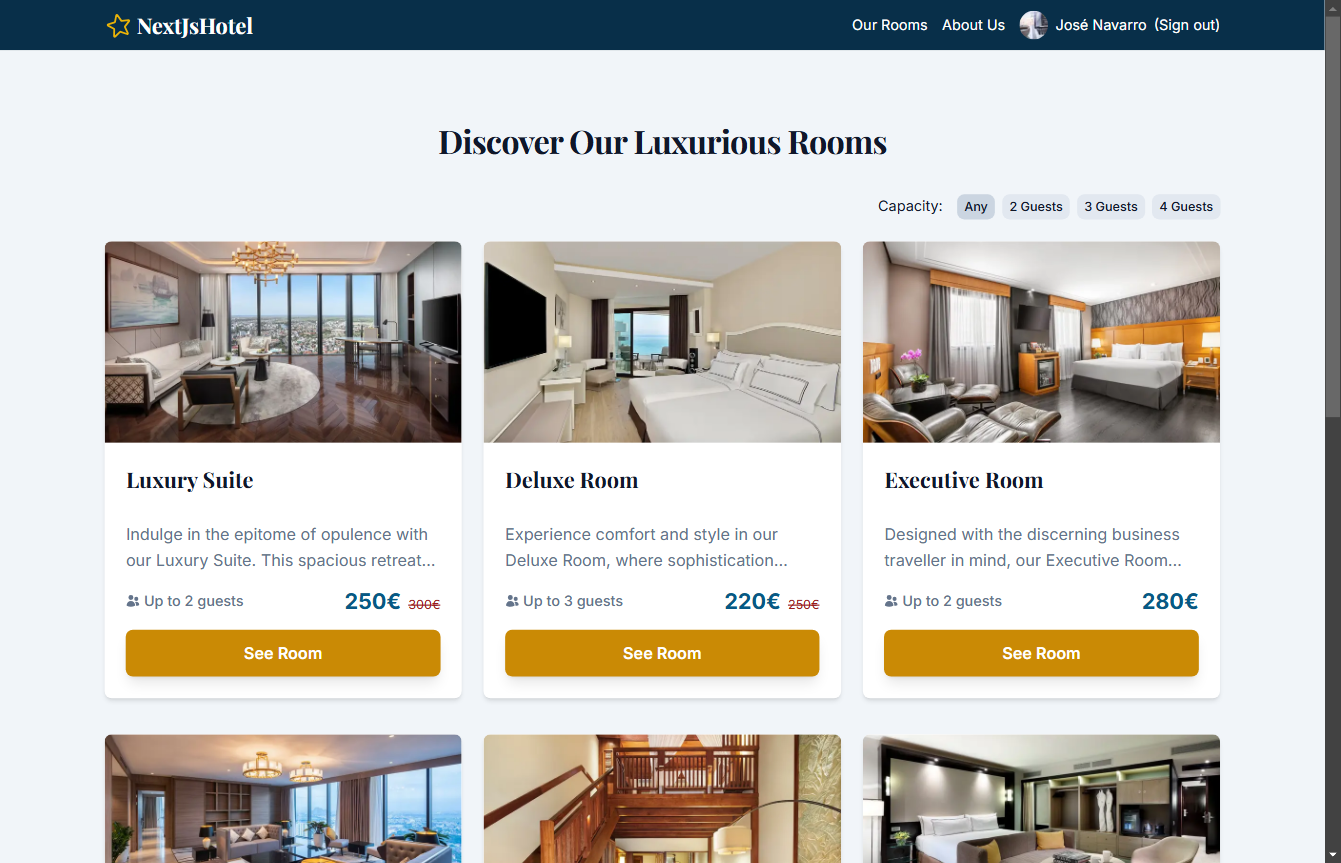 NextJsHotel
Our Rooms About Us José Navarro (Sign out)
Discover Our Luxurious Rooms
Capacity: Any 2 Guests 3 Guests 4 Guests
Luxury Suite
Indulge in the epitome of opulence with
our Luxury Suite. This spacious retreat...
Up to 2 guests 250€ 300€
See Room
Deluxe Room
Experience comfort and style in our
Deluxe Room, where sophistication...
Up to 3 guests 220€ 250€
See Room
Executive Room
Designed with the discerning business
traveller in mind, our Executive Room...
Up to 2 guests 280€
See Room